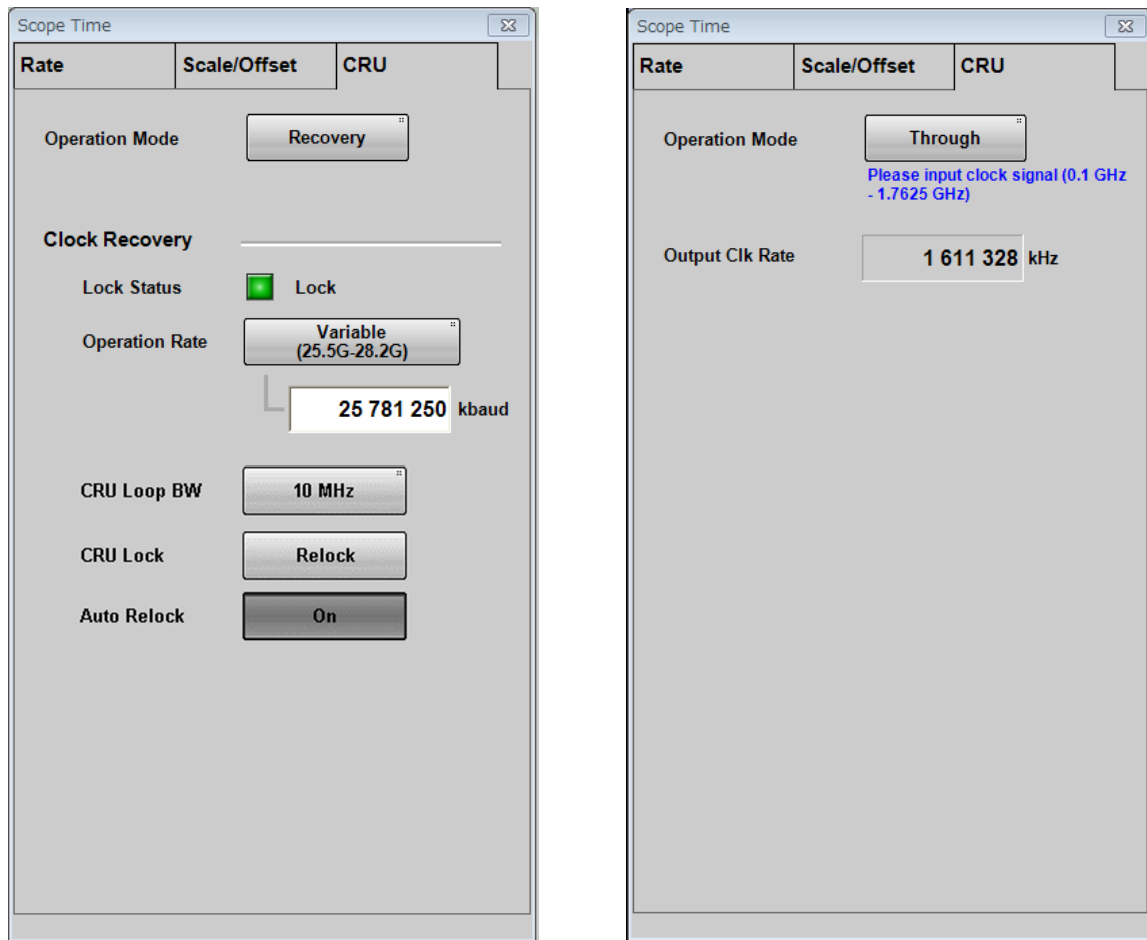 Scope Time
Rate
Scale/Offset
CRU
Operation Mode
Recovery
Clock Recovery
Lock Status
Lock
Operation Rate
Variable
(25.5G-28.2G)
25 781 250 kbaud
CRU Loop BW
10 MHz
CRU Lock
Relock
Auto Relock
On
Scope Time
Rate
Scale/Offset
CRU
Operation Mode
Through
Please input clock signal (0.1 GHz
- 1.7625 GHz)
Output Clk Rate
1 611 328 kHz